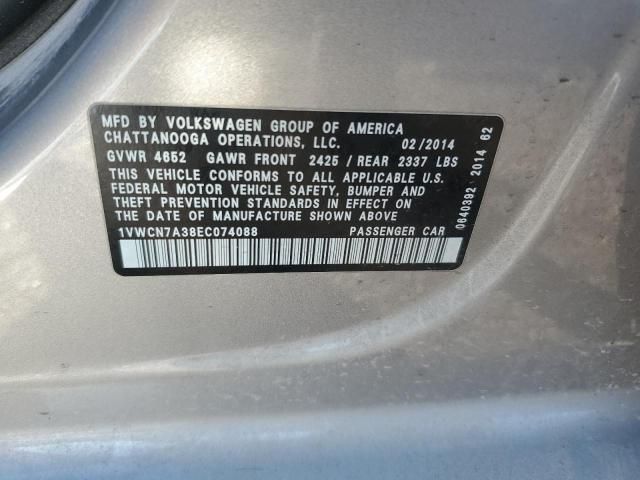 MFD BY VOLKSWAGEN GROUP OF AMERICA
CHATTANOOGA OPERATIONS, LLC. 02/2014
GVWR 4652 GAWR FRONT 2425 / REAR 2337 LBS
THIS VEHICLE CONFORMS TO ALL APPLICABLE U.S.
FEDERAL MOTOR VEHICLE SAFETY, BUMPER AND
THEFT PREVENTION STANDARDS IN EFFECT ON
THE DATE OF MANUFACTURE SHOWN ABOVE
1VWCN7A38EC074088 PASSENGER CAR
0640392 2014 62